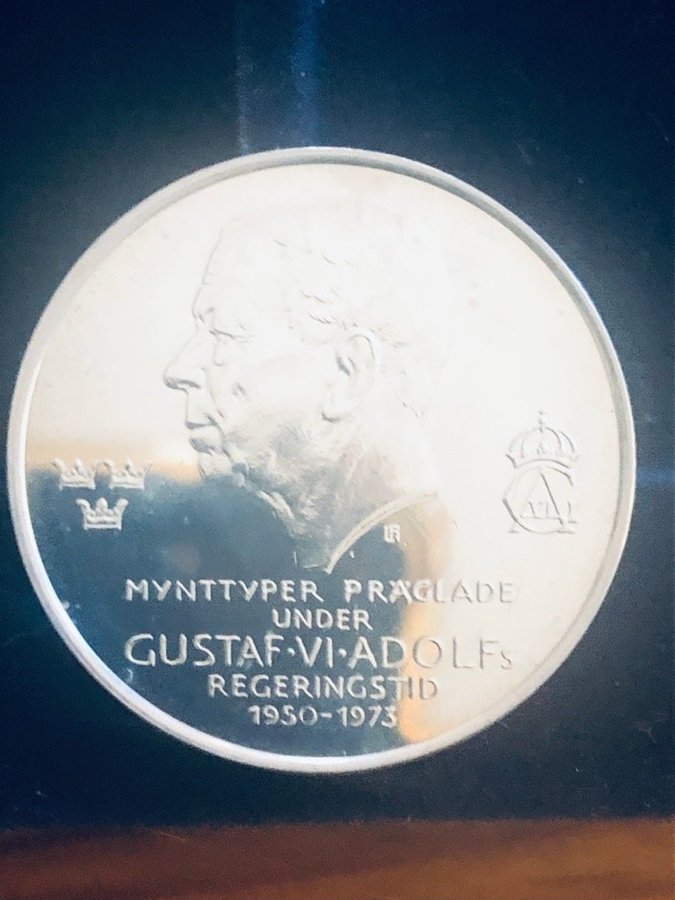 MYNTTYPER PRÄGLADE
UNDER
GUSTAF·VI·ADOLFs
REGERINGSTID
1950-1973